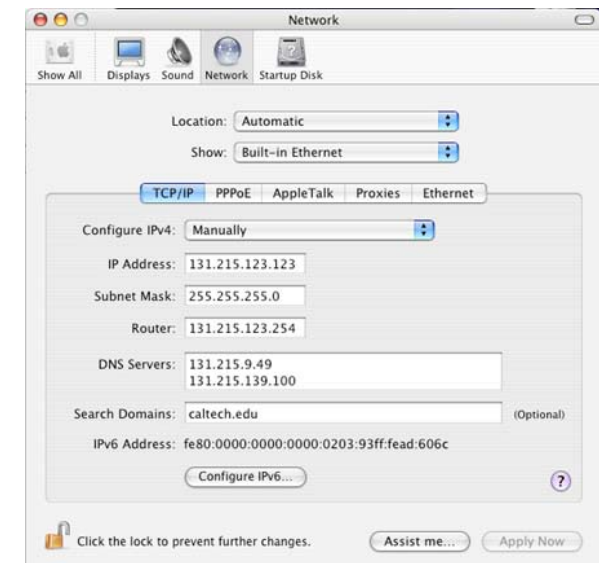 Network
Show All Displays Sound Network Startup Disk
Location: Automatic
Show: Built-in Ethernet
TCP/IP PPPoE AppleTalk Proxies Ethernet
Configure IPv4: Manually
IP Address: 131.215.123.123
Subnet Mask: 255.255.255.0
Router: 131.215.123.254
DNS Servers: 131.215.9.49
131.215.139.100
Search Domains: caltech.edu (Optional)
IPv6 Address: fe80:0000:0000:0000:0203:93ff:fead:606c
Configure IPv6...
?
Click the lock to prevent further changes. Assist me... Apply Now